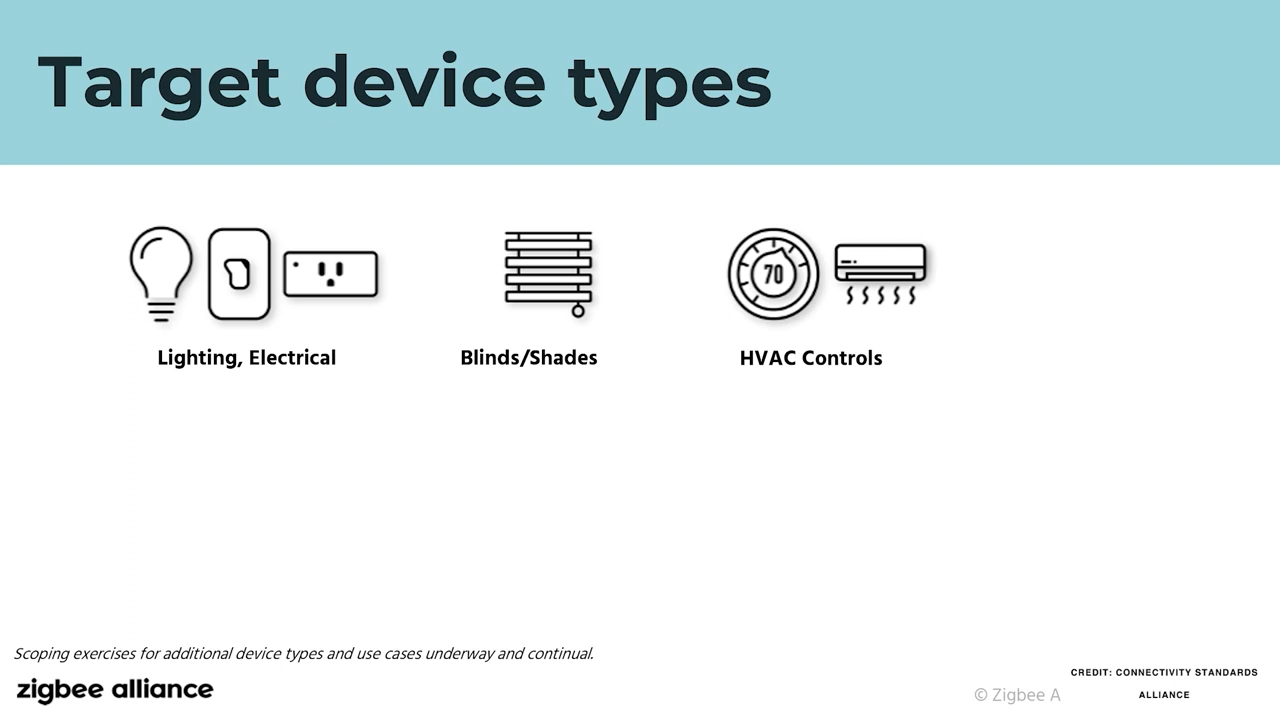 Target device types
70
Lighting, Electrical
Blinds/Shades
HVAC Controls
Scoping exercises for additional device types and use cases underway and continual.
zigbee alliance
© Zigbee A
CREDIT: CONNECTIVITY STANDARDS
ALLIANCE